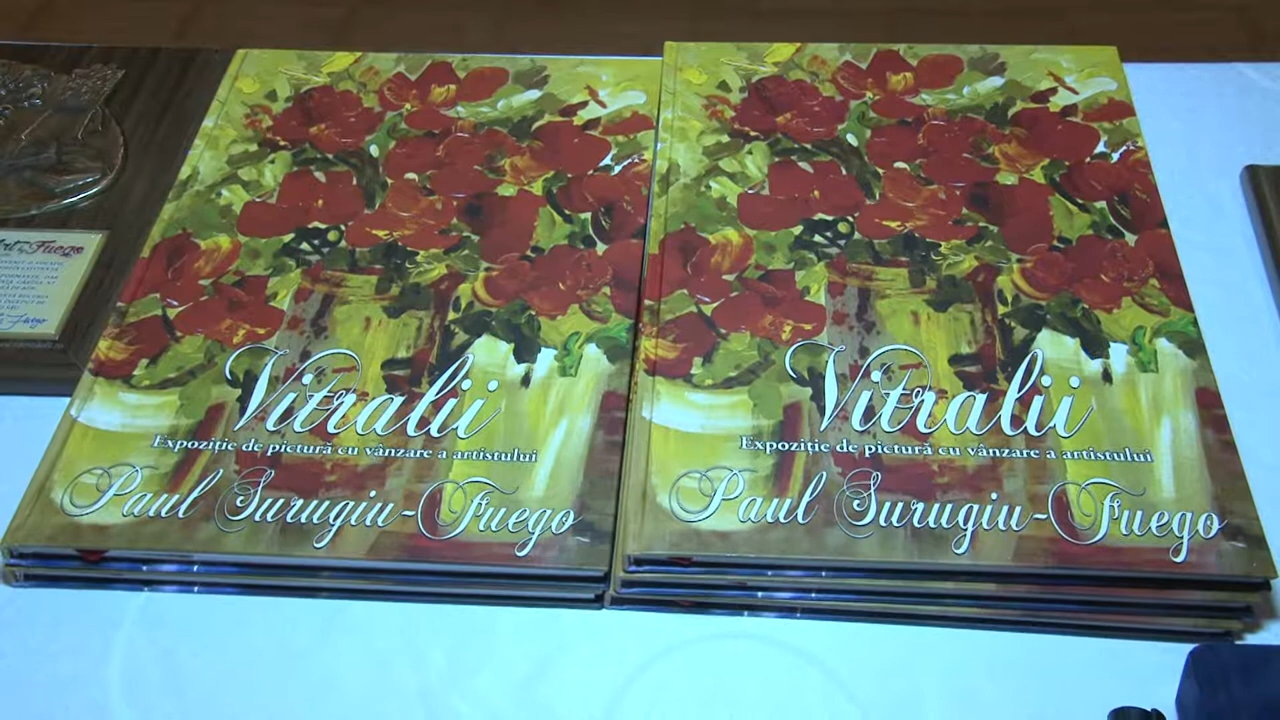 Fuego
Fuego
Vitralii
Expoziție de pictură cu vânzare a artistului
Paul Surugiu-Fuego
Vitralii
Expoziție de pictură cu vânzare a artistului
Paul Surugiu-Fuego